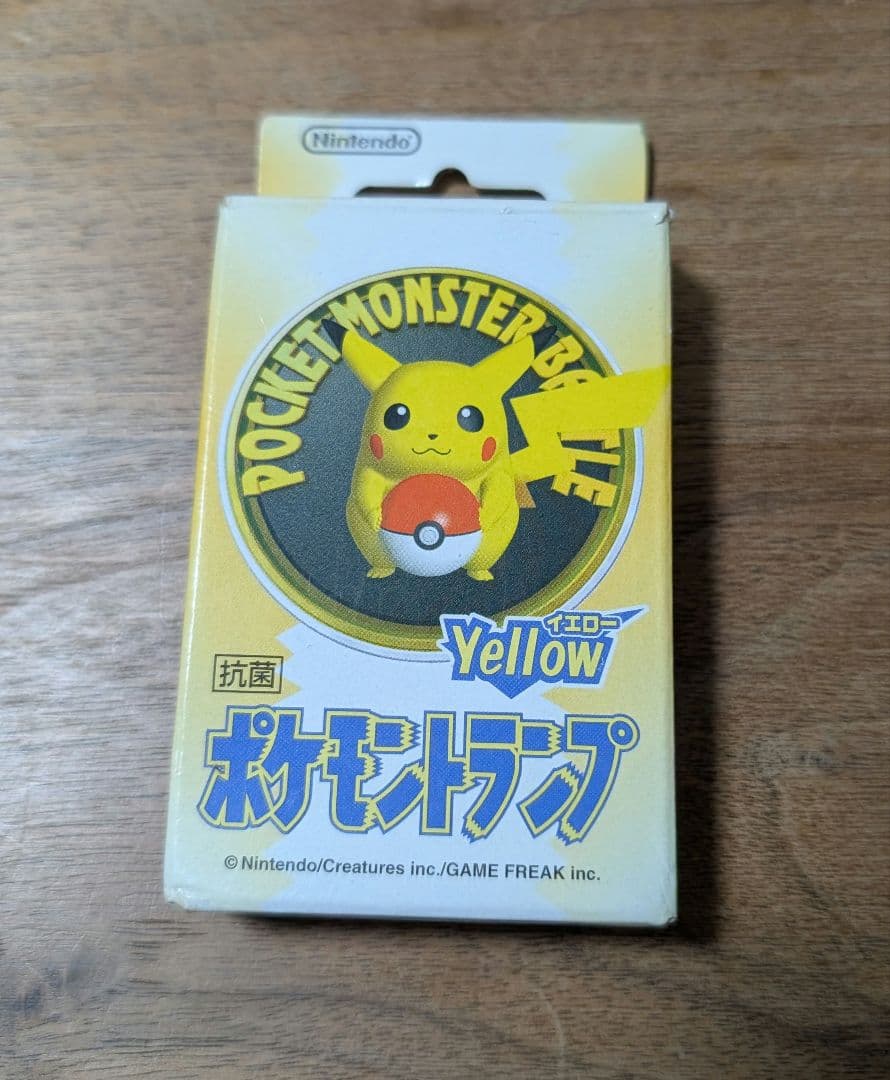 Nintendo
POCKET MONSTER BATTLE
イエロー
Yellow
抗菌
ポケモントランプ
©Nintendo/Creatures inc./GAME FREAK inc.